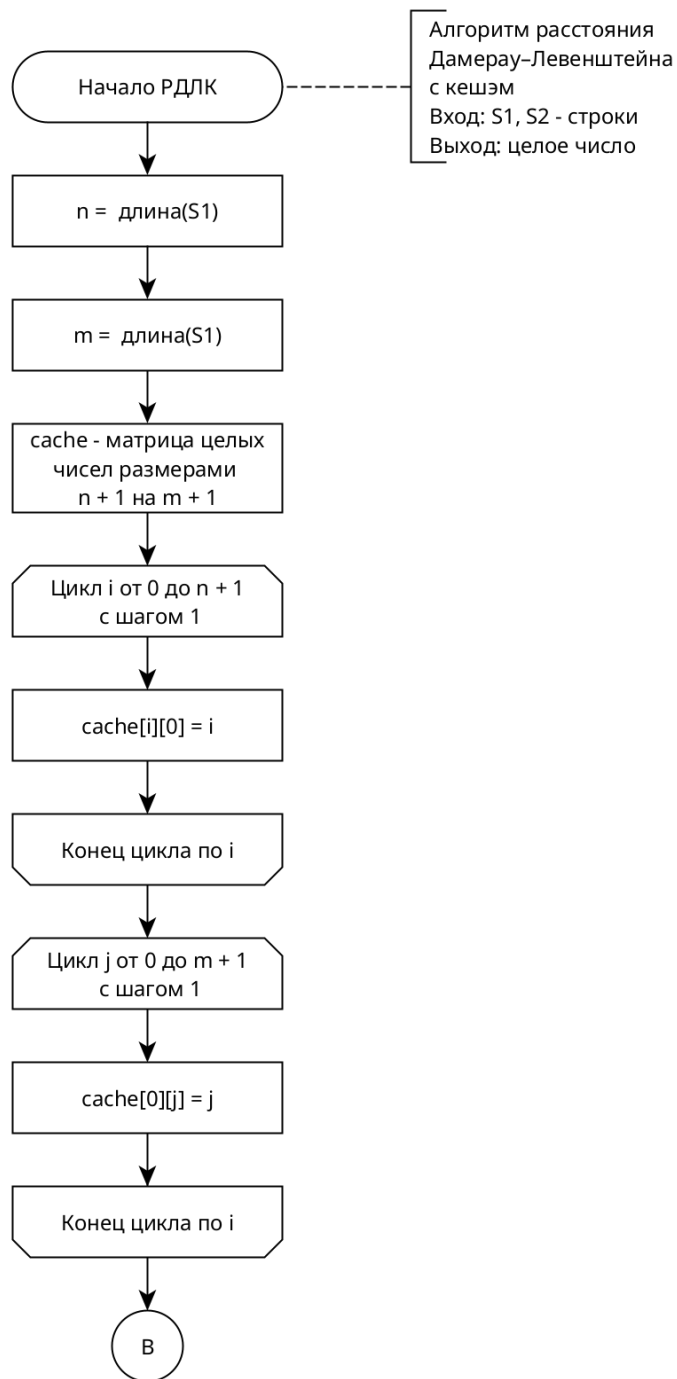 Начало РДЛК
Алгоритм расстояния
Дамерау–Левенштейна
с кешэм
Вход: S1, S2 - строки
Выход: целое число
n = длина(S1)
m = длина(S1)
cache - матрица целых
чисел размерами
n + 1 на m + 1
Цикл i от 0 до n + 1
с шагом 1
cache[i][0] = i
Конец цикла по i
Цикл j от 0 до m + 1
с шагом 1
cache[0][j] = j
Конец цикла по i
B